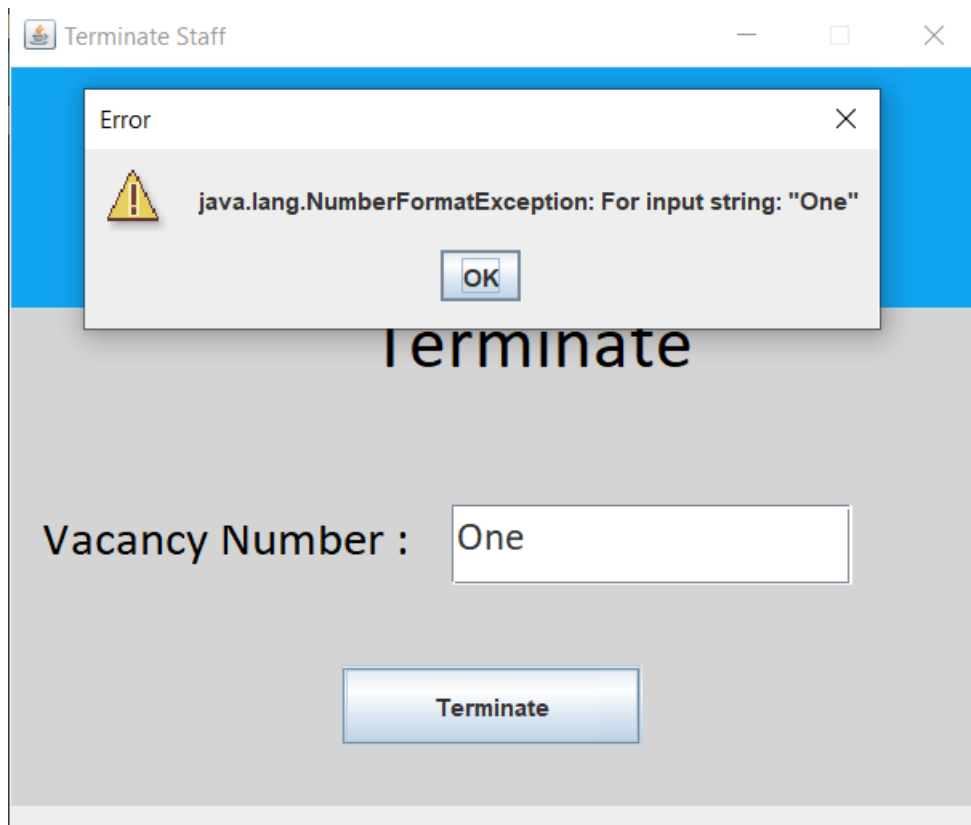 Terminate Staff
Error
java.lang.NumberFormatException: For input string: "One"
OK
Terminate
Vacancy Number :
One
Terminate